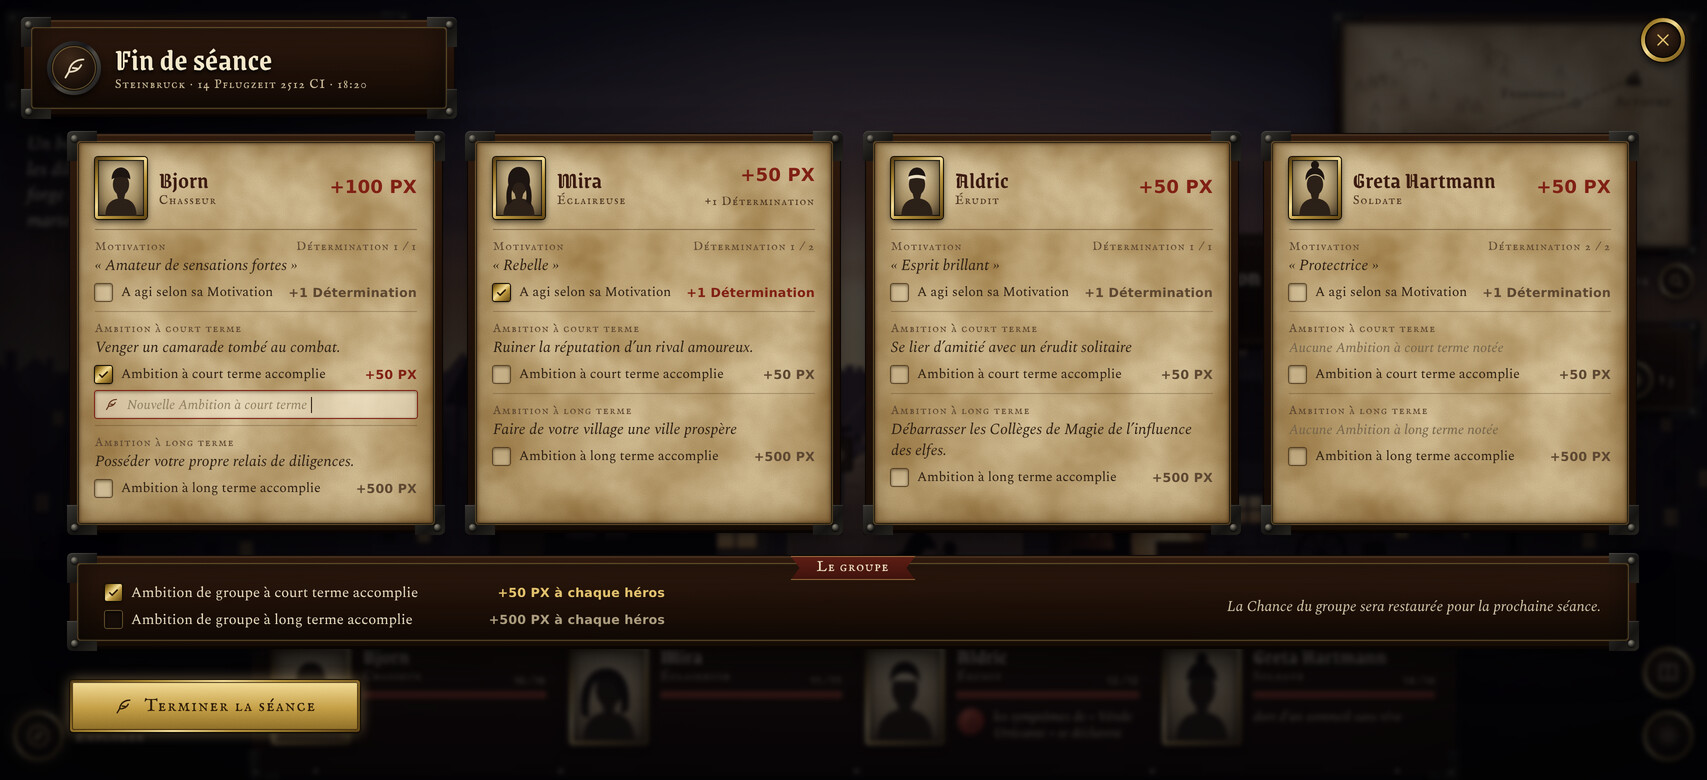 Fin de séance
Steinbruck · 14 Pflugzeit 2512 CI · 18:20
Bjorn
Chasseur
+100 PX
Motivation
Détermination 1 / 1
« Amateur de sensations fortes »
A agi selon sa Motivation
+1 Détermination
Ambition à court terme
Venger un camarade tombé au combat.
Ambition à court terme accomplie
+50 PX
Nouvelle Ambition à court terme
Ambition à long terme
Posséder votre propre relais de diligences.
Ambition à long terme accomplie
+500 PX
Mira
Éclaireuse
+50 PX
+1 Détermination
Motivation
Détermination 1 / 2
« Rebelle »
A agi selon sa Motivation
+1 Détermination
Ambition à court terme
Ruiner la réputation d’un rival amoureux.
Ambition à court terme accomplie
+50 PX
Ambition à long terme
Faire de votre village une ville prospère
Ambition à long terme accomplie
+500 PX
Aldric
Érudit
+50 PX
Motivation
Détermination 1 / 1
« Esprit brillant »
A agi selon sa Motivation
+1 Détermination
Ambition à court terme
Se lier d’amitié avec un érudit solitaire
Ambition à court terme accomplie
+50 PX
Ambition à long terme
Débarrasser les Collèges de Magie de l’influence
des elfes.
Ambition à long terme accomplie
+500 PX
Greta Hartmann
Soldate
+50 PX
Motivation
Détermination 2 / 2
« Protectrice »
A agi selon sa Motivation
+1 Détermination
Ambition à court terme
Aucune Ambition à court terme notée
Ambition à court terme accomplie
+50 PX
Ambition à long terme
Aucune Ambition à long terme notée
Ambition à long terme accomplie
+500 PX
Le groupe
Ambition de groupe à court terme accomplie
+50 PX à chaque héros
Ambition de groupe à long terme accomplie
+500 PX à chaque héros
La Chance du groupe sera restaurée pour la prochaine séance.
Bjorn
Mira
Aldric
Greta Hartmann
Terminer la séance